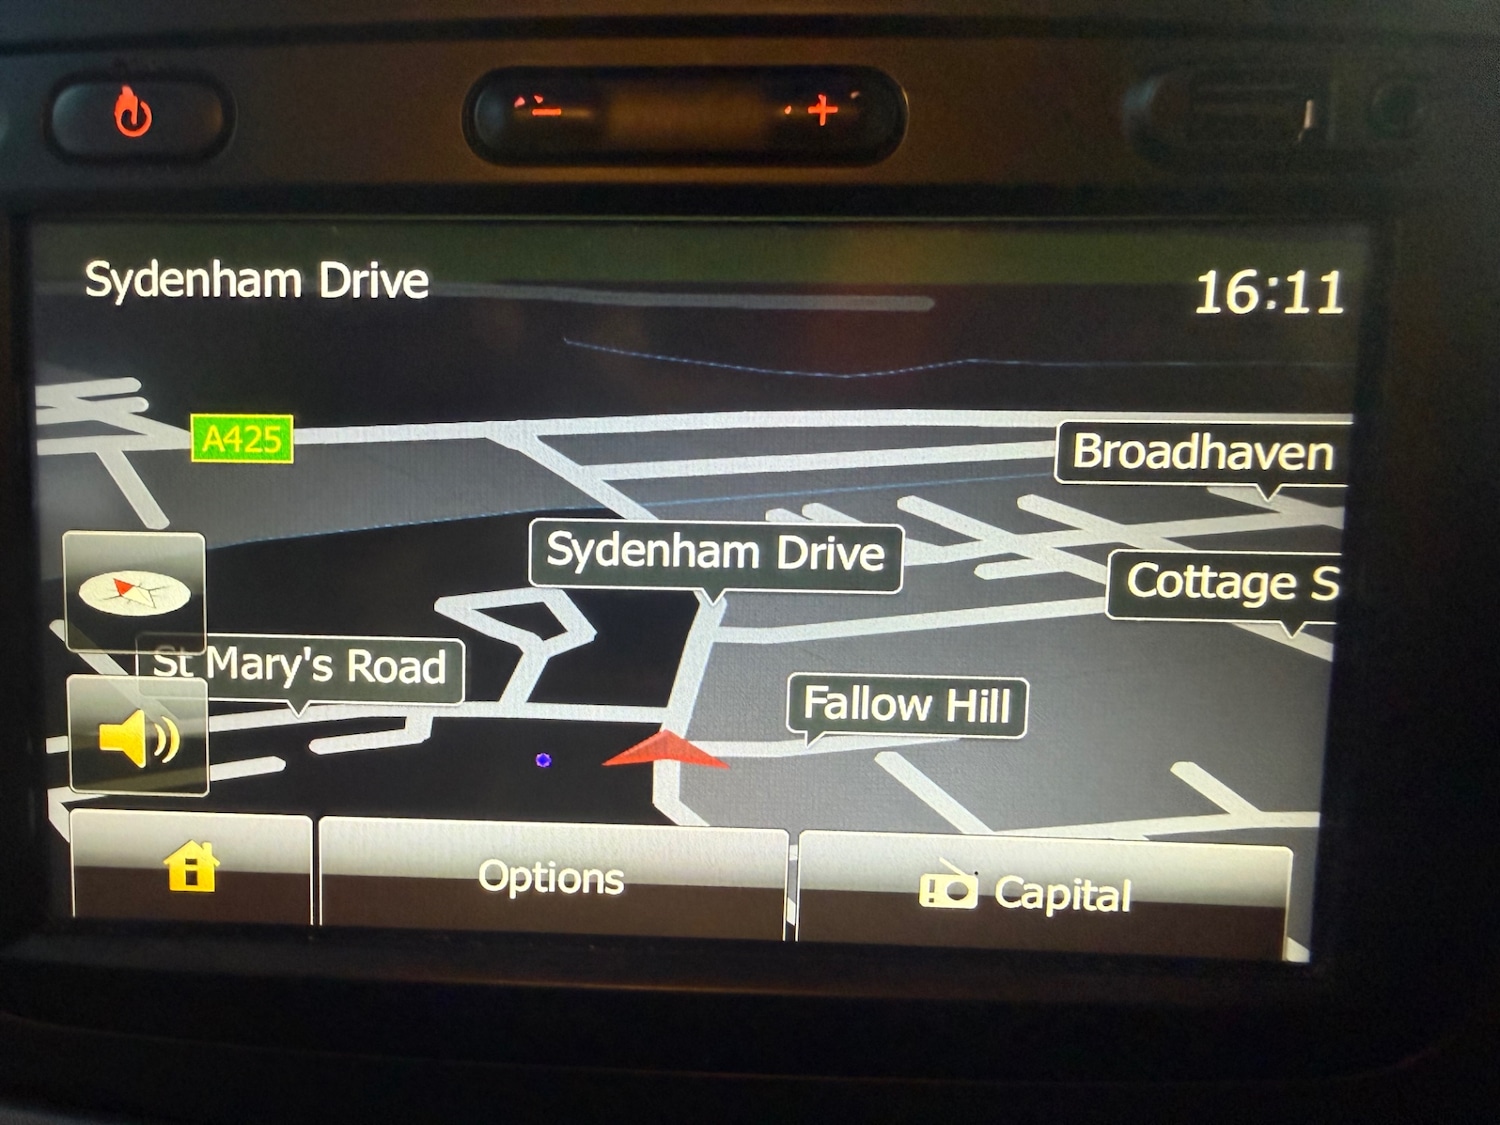 Sydenham Drive
16:11
A425
Broadhaven
Sydenham Drive
Cottage S
St Mary's Road
Fallow Hill
Options
Capital